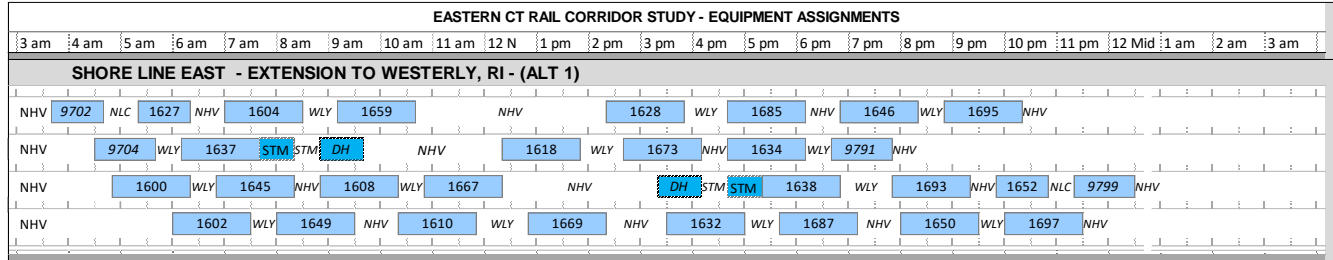 EASTERN CT RAIL CORRIDOR STUDY - EQUIPMENT ASSIGNMENTS
3 am 4 am 5 am 6 am 7 am 8 am 9 am 10 am 11 am 12 N 1 pm 2 pm 3 pm 4 pm 5 pm 6 pm 7 pm 8 pm 9 pm 10 pm 11 pm 12 Mid 1 am 2 am 3 am
SHORE LINE EAST - EXTENSION TO WESTERLY, RI - (ALT 1)
NHV 9702 NLC 1627 NHV 1604 WLY 1659 NHV 1628 WLY 1685 NHV 1646 WLY 1695 NHV
NHV 9704 WLY 1637 STM STM DH NHV 1618 WLY 1673 NHV 1634 WLY 9791 NHV
NHV 1600 WLY 1645 NHV 1608 WLY 1667 NHV DH STM STM 1638 WLY 1693 NHV 1652 NLC 9799 NHV
NHV 1602 WLY 1649 NHV 1610 WLY 1669 NHV 1632 WLY 1687 NHV 1650 WLY 1697 NHV